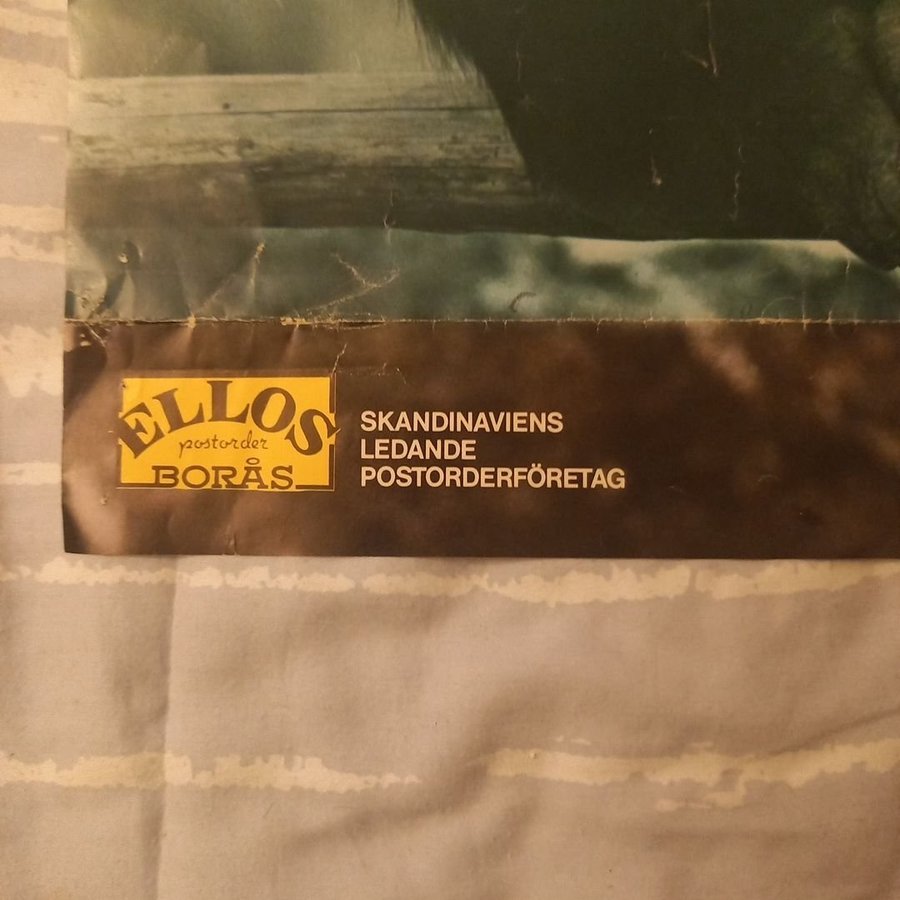 ELLOS
postorder
BORÅS
SKANDINAVIENS
LEDANDE
POSTORDERFÖRETAG